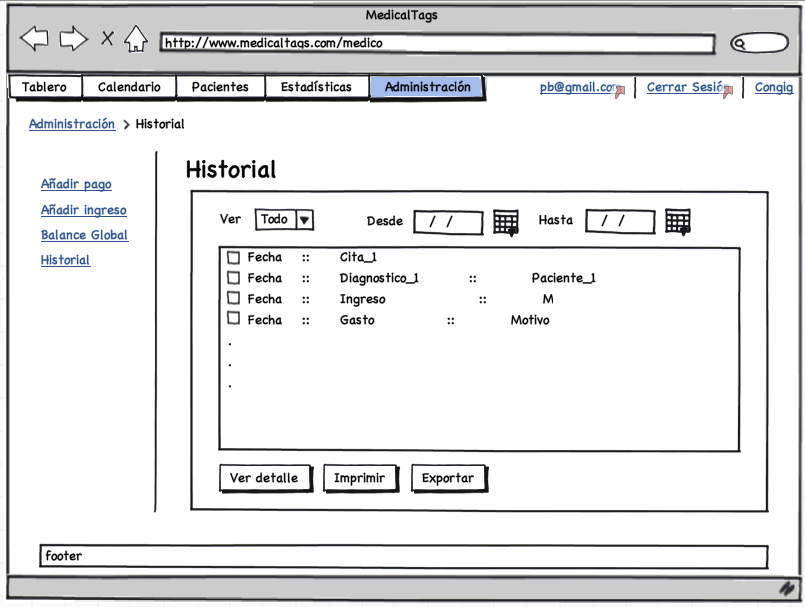 MedicalTags
http://www.medicaltags.com/medico
Tablero Calendario Pacientes Estadísticas Administración pb@gmail.com Cerrar Sesión Congig
Administración > Historial
Historial
Añadir pago
Añadir ingreso
Balance Global
Historial
Ver Todo Desde / / Hasta / /
Fecha :: Cita_1
Fecha :: Diagnostico_1 :: Paciente_1
Fecha :: Ingreso :: M
Fecha :: Gasto :: Motivo
.
.
.
Ver detalle Imprimir Exportar
footer